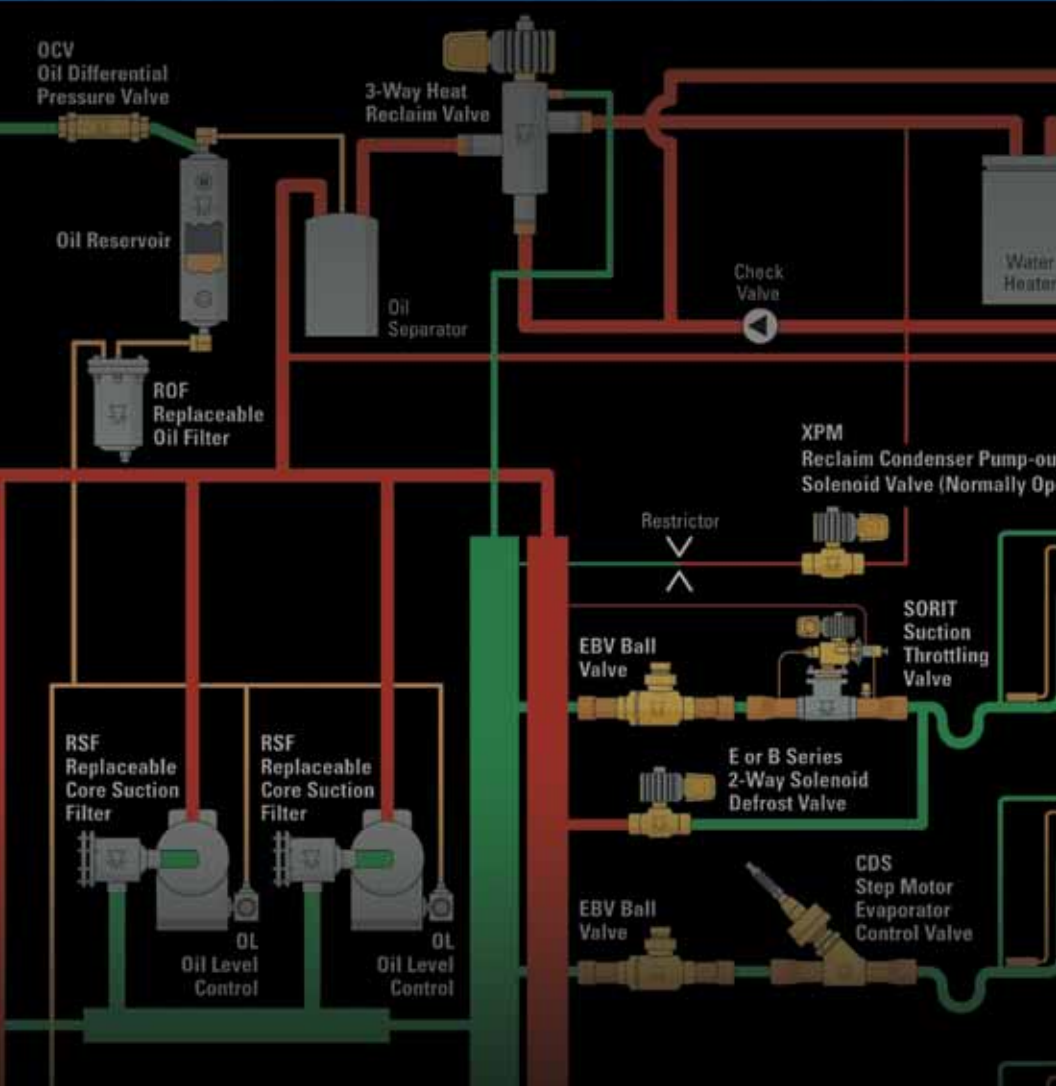 OCV
Oil Differential
Pressure Valve
3-Way Heat
Reclaim Valve
Oil Reservoir
Oil
Separator
Check
Valve
Water
Heater
ROF
Replaceable
Oil Filter
XPM
Reclaim Condenser Pump-ou
Solenoid Valve (Normally Op
Restrictor
SORIT
Suction
Throttling
Valve
EBV Ball
Valve
RSF
Replaceable
Core Suction
Filter
RSF
Replaceable
Core Suction
Filter
E or B Series
2-Way Solenoid
Defrost Valve
CDS
Step Motor
Evaporator
Control Valve
EBV Ball
Valve
OL
Oil Level
Control
OL
Oil Level
Control